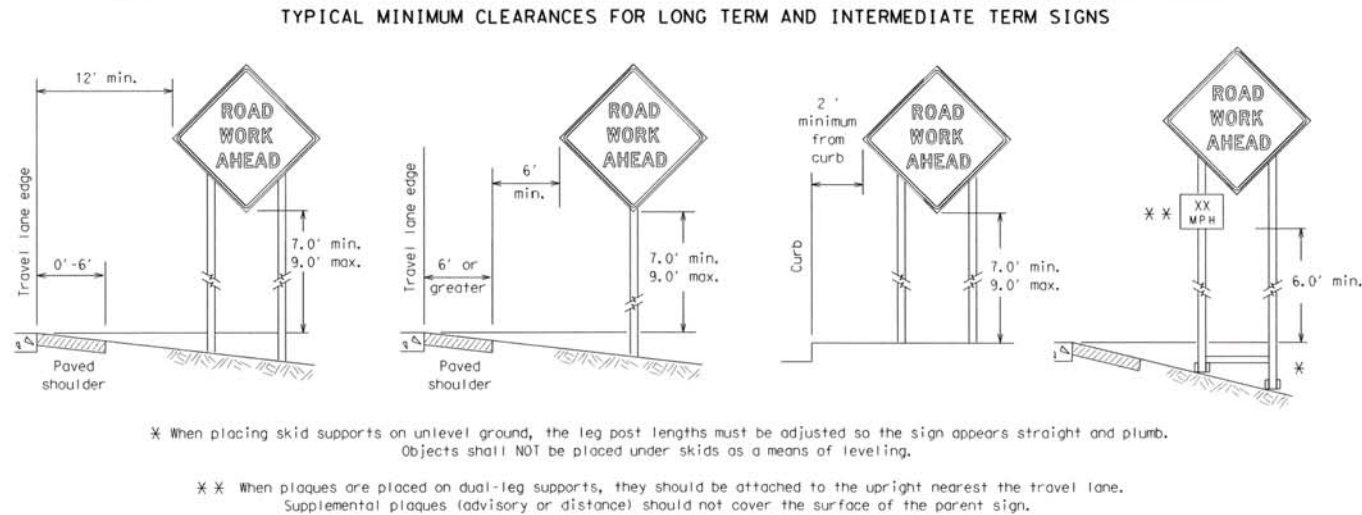 TYPICAL MINIMUM CLEARANCES FOR LONG TERM AND INTERMEDIATE TERM SIGNS
12' min.
ROAD
WORK
AHEAD
Travel lane edge
0'-6'
7.0' min.
9.0' max.
Paved
shoulder
ROAD
WORK
AHEAD
6'
min.
Travel lane edge
6' or
greater
7.0' min.
9.0' max.
Paved
shoulder
2 '
minimum
from
curb
ROAD
WORK
AHEAD
Curb
7.0' min.
9.0' max.
ROAD
WORK
AHEAD
* *
XX
MPH
6.0' min.
*
* When placing skid supports on unlevel ground, the leg post lengths must be adjusted so the sign appears straight and plumb.
Objects shall NOT be placed under skids as a means of leveling.
* * When plaques are placed on dual-leg supports, they should be attached to the upright nearest the travel lane.
Supplemental plaques (advisory or distance) should not cover the surface of the parent sign.